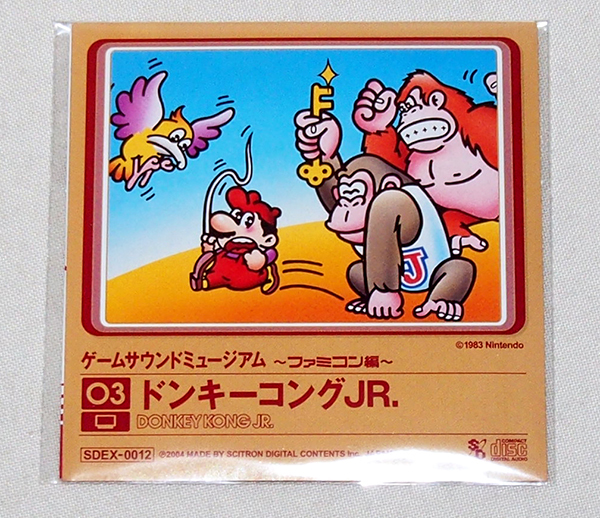 J
©1983 Nintendo
ゲームサウンドミュージアム ～ファミコン編～
03 ドンキーコングJR.
DONKEY KONG JR.
SDEX-0012 ℗2004 MADE BY SCITRON DIGITAL CONTENTS Inc.
COMPACT
disc
DIGITAL AUDIO